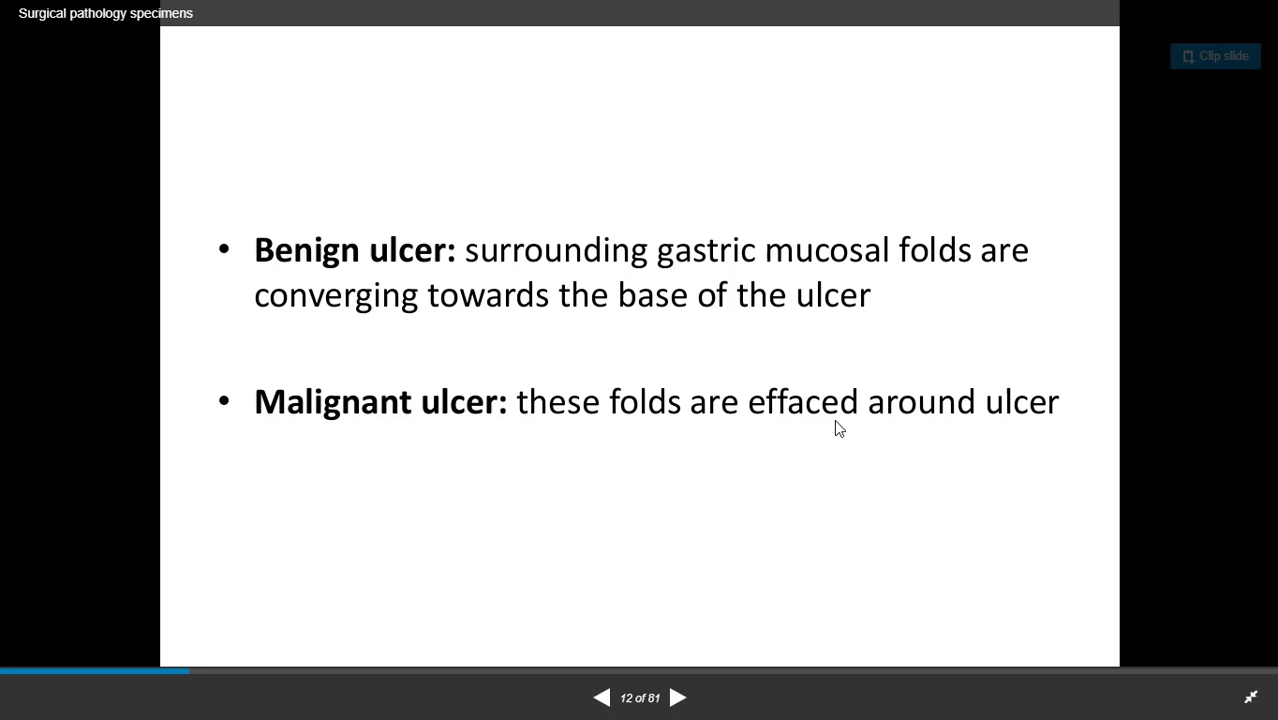 Surgical pathology specimens
Clip slide
• Benign ulcer: surrounding gastric mucosal folds are
converging towards the base of the ulcer
• Malignant ulcer: these folds are effaced around ulcer
12 of 81